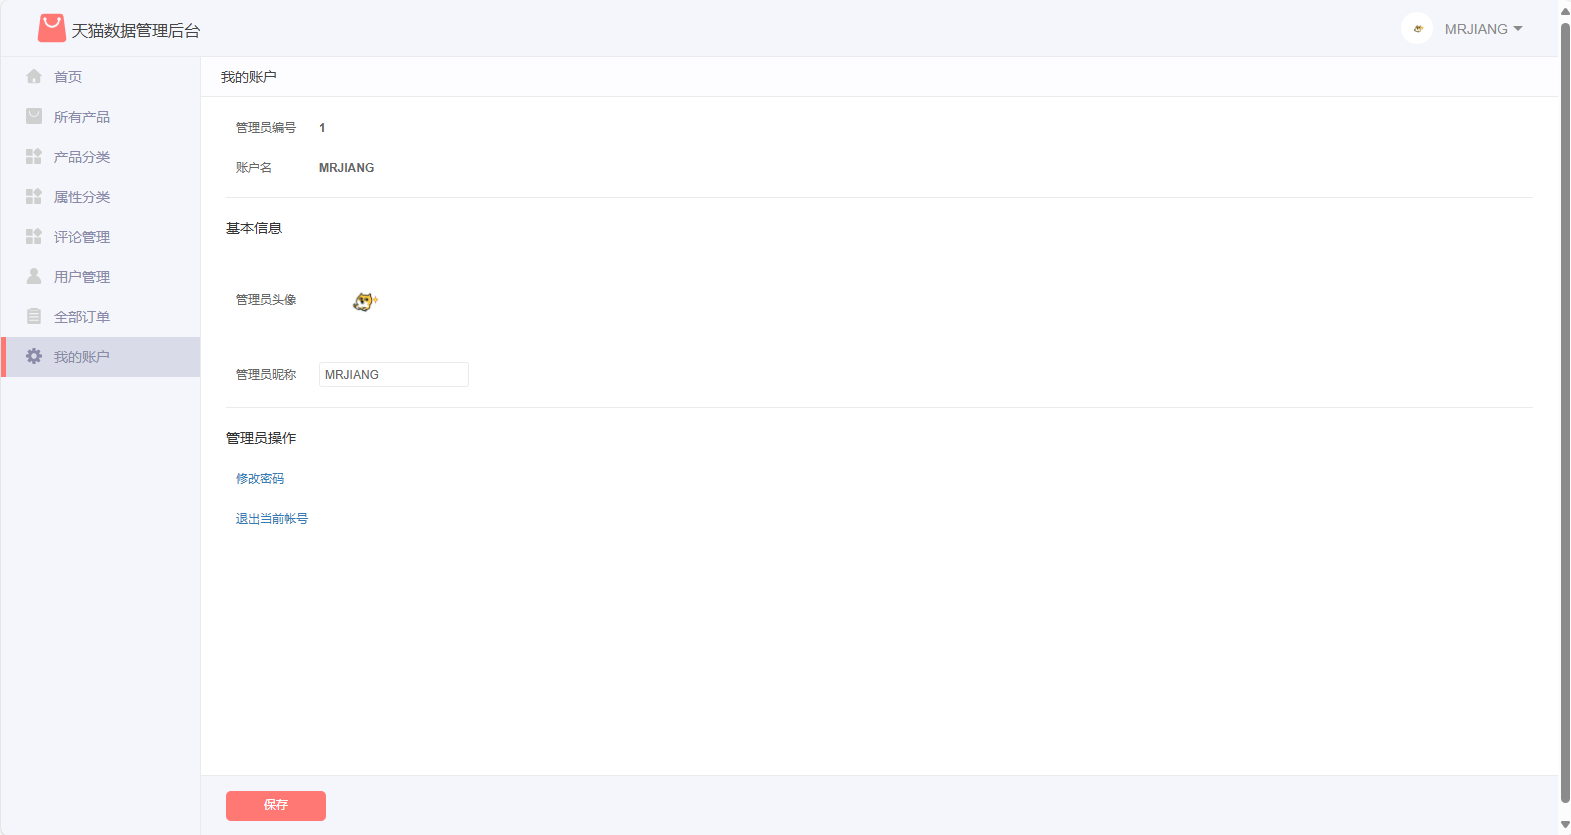 天猫数据管理后台
MRJIANG
首页
所有产品
产品分类
属性分类
评论管理
用户管理
全部订单
我的账户
我的账户
管理员编号 1
账户名 MRJIANG
基本信息
管理员头像
管理员昵称 MRJIANG
管理员操作
修改密码
退出当前帐号
保存